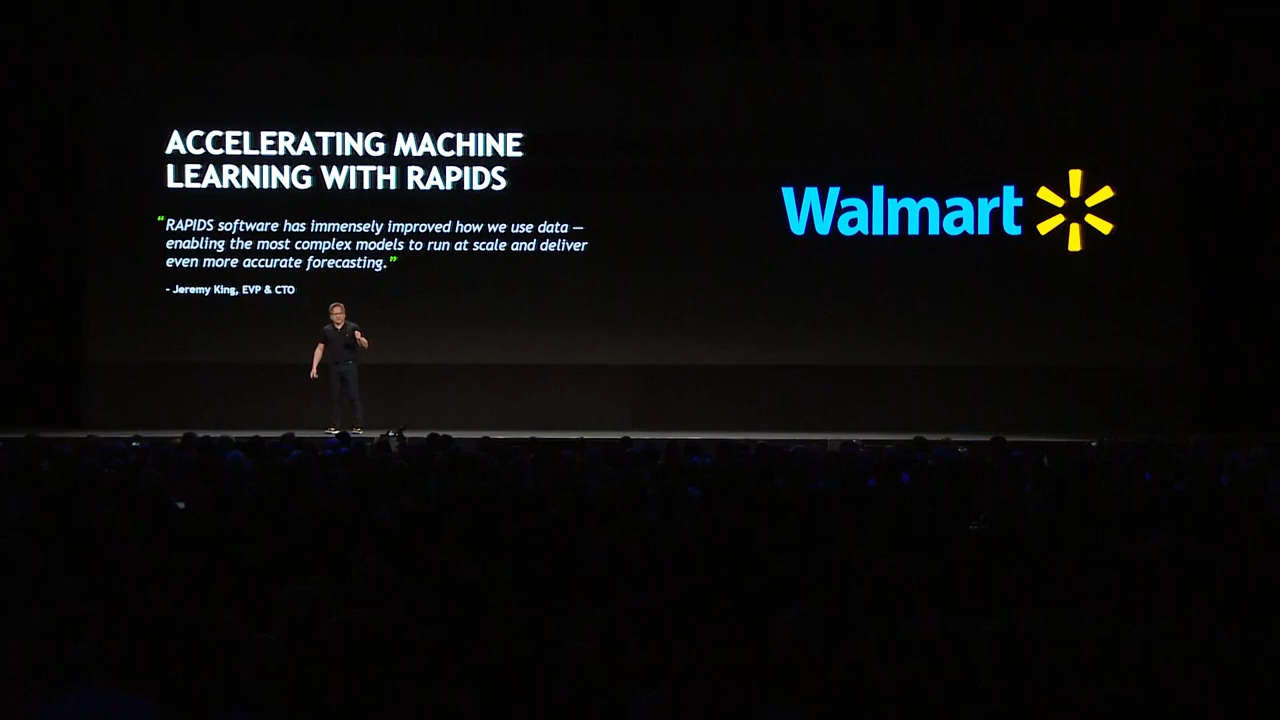 ACCELERATING MACHINE
LEARNING WITH RAPIDS
“RAPIDS software has immensely improved how we use data —
enabling the most complex models to run at scale and deliver
even more accurate forecasting.”
- Jeremy King, EVP & CTO
Walmart